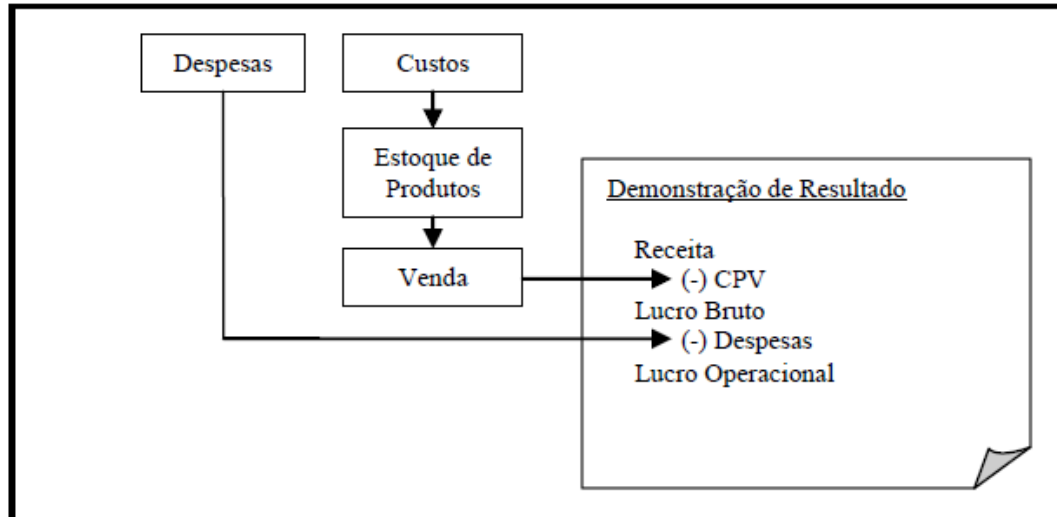 Despesas
Custos
Estoque de
Produtos
Venda
Demonstração de Resultado
Receita
(-) CPV
Lucro Bruto
(-) Despesas
Lucro Operacional